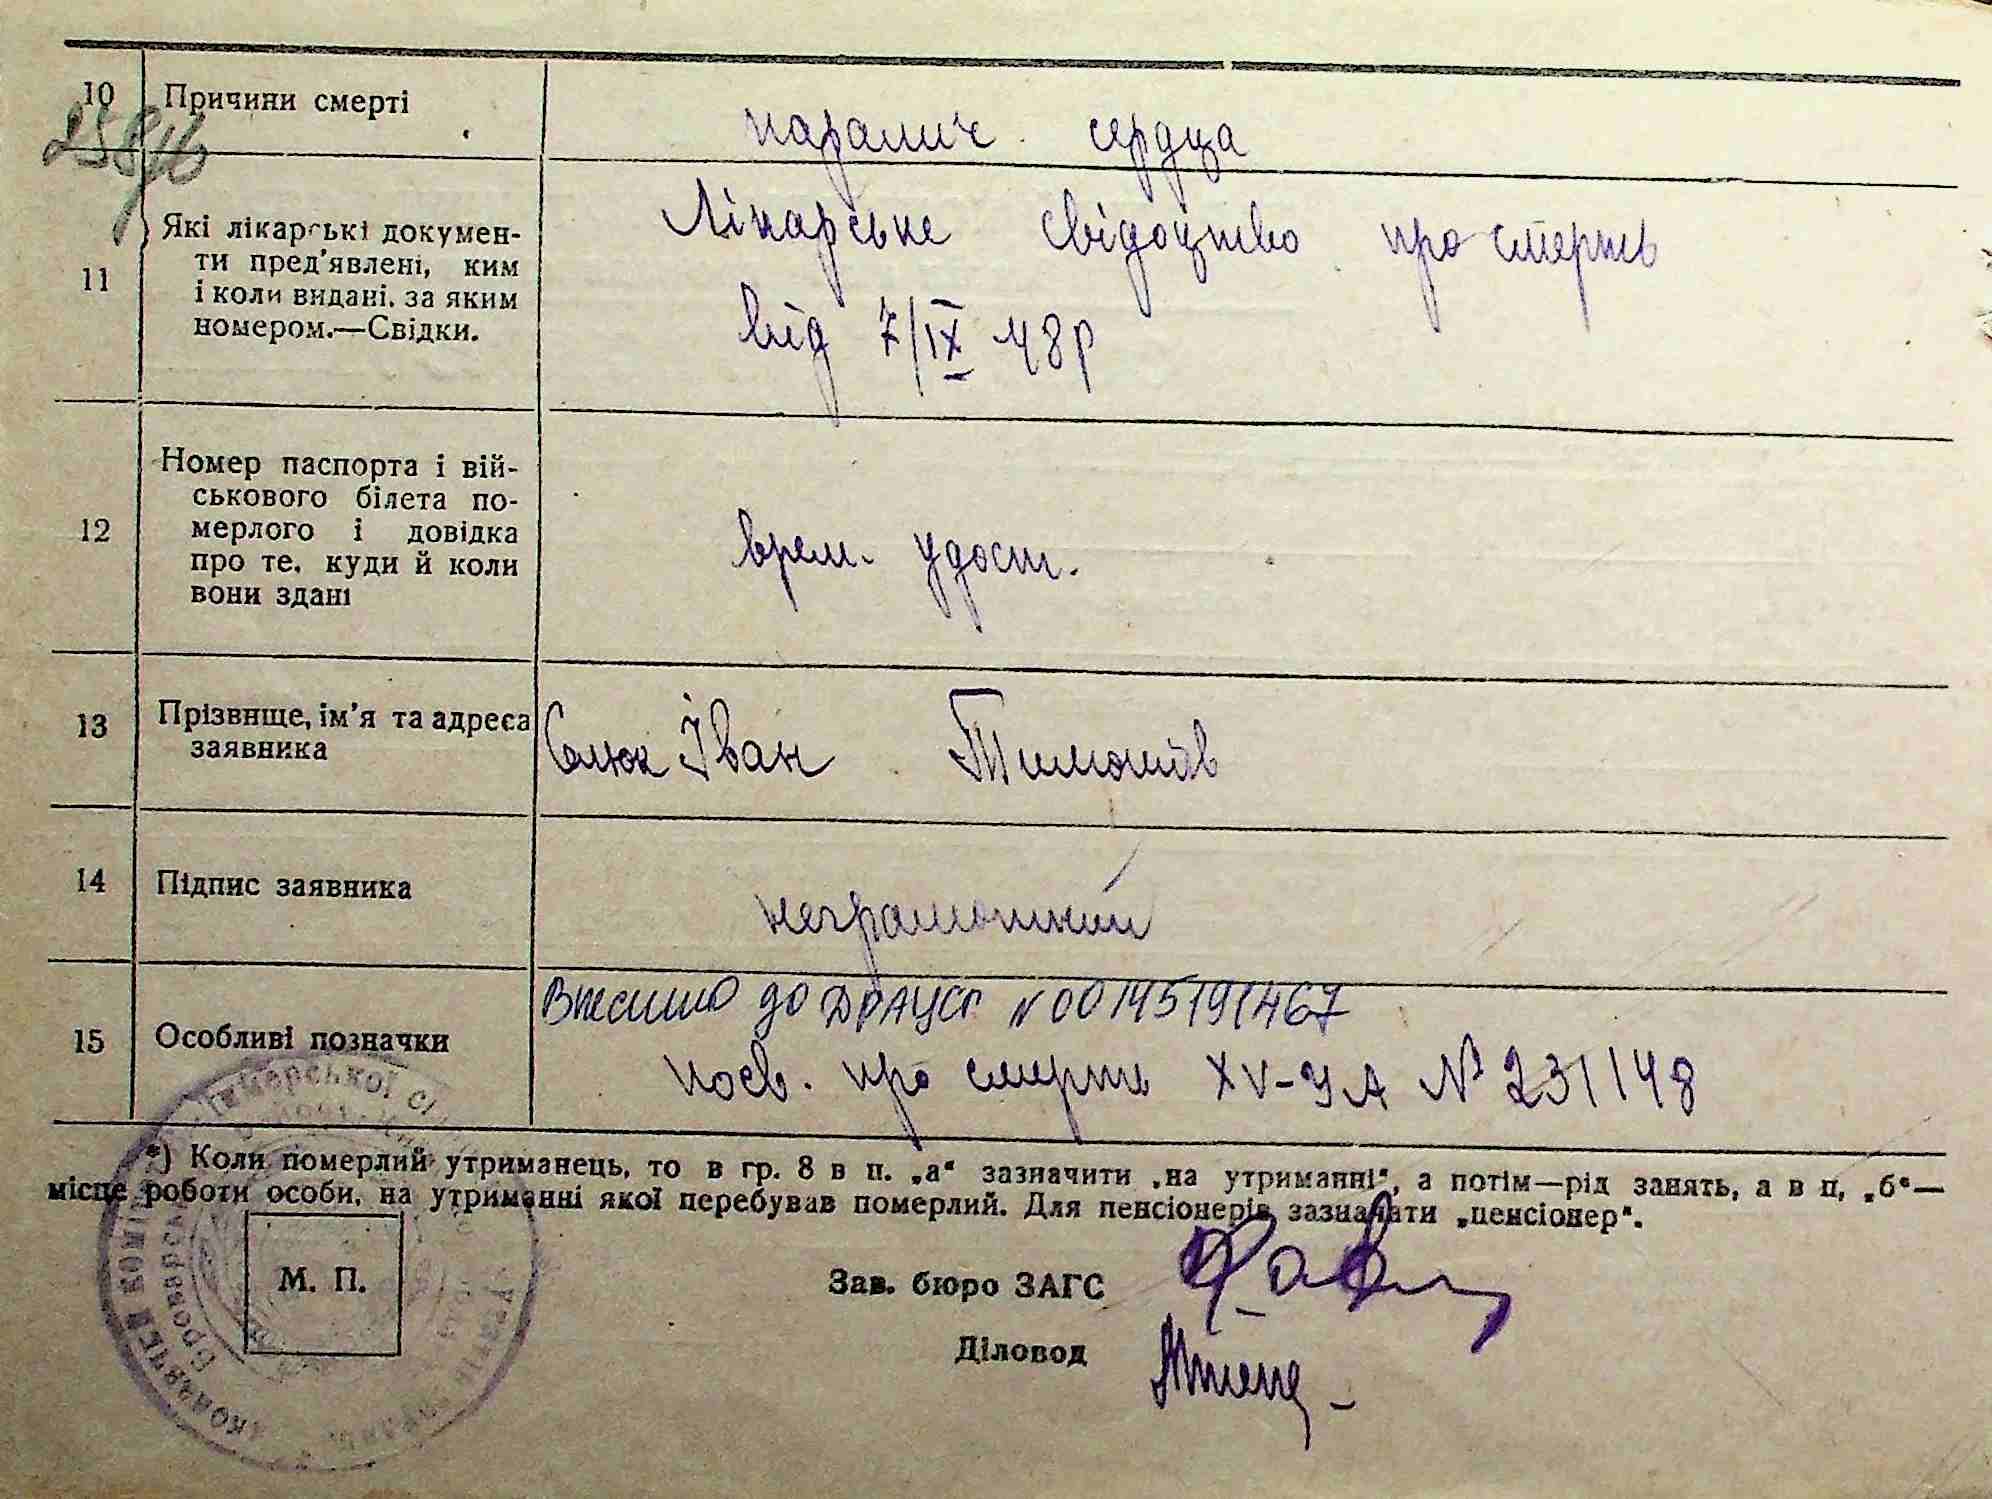 10 Причини смерті
паралич сердца
11 Які лікарські докумен-
ти пред'явлені, ким
і коли видані, за яким
номером.—Свідки.
Лікарське свідоцтво про смерть
від 7/IX 48р
12 Номер паспорта і вій-
ськового білета по-
мерлого і довідка
про те, куди й коли
вони здані
врем. удост.
13 Прізвище, ім'я та адреса
заявника
Іван Тимошів
14 Підпис заявника
неграмотний
15 Особливі позначки
Внесино до ДРАЦСГ N 00145191467
посв. про смерть XV-УА № 231148
*) Коли померлий утриманець, то в гр. 8 в п. „а“ зазначити „на утриманні“, а потім—рід занять, а в п, „б“—
місце роботи особи, на утриманні якої перебував померлий. Для пенсіонерів зазначати „пенсіонер“.
М. П.
Зав. бюро ЗАГС
Діловод